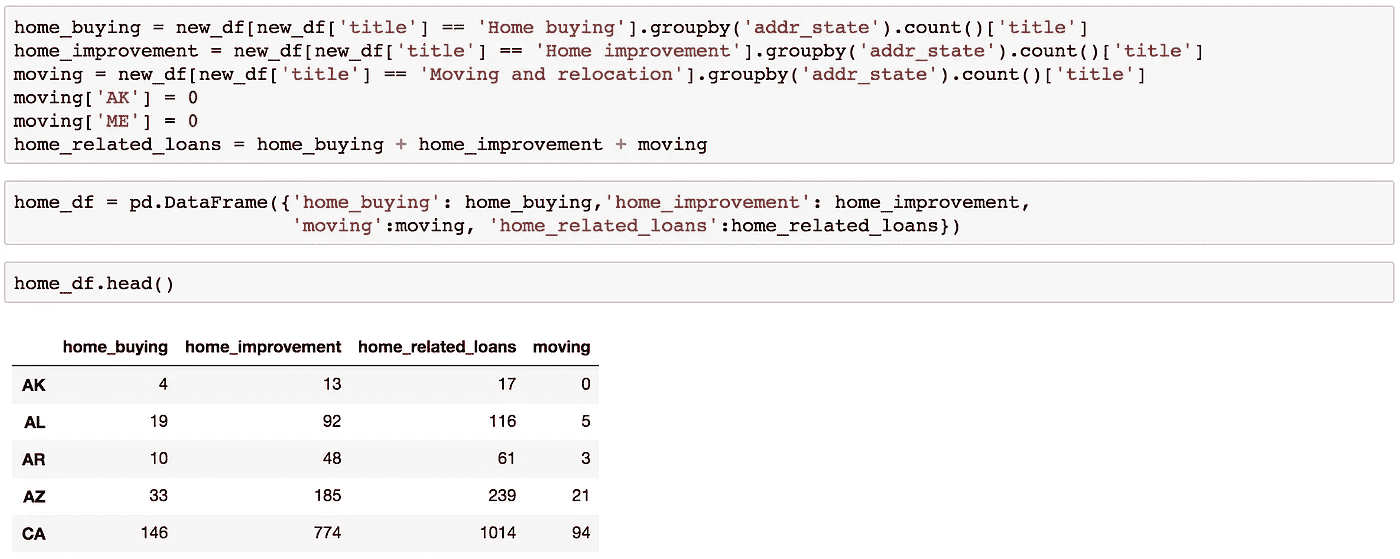 home_buying = new_df[new_df['title'] == 'Home buying'].groupby('addr_state').count()['title']
home_improvement = new_df[new_df['title'] == 'Home improvement'].groupby('addr_state').count()['title']
moving = new_df[new_df['title'] == 'Moving and relocation'].groupby('addr_state').count()['title']
moving['AK'] = 0
moving['ME'] = 0
home_related_loans = home_buying + home_improvement + moving
home_df = pd.DataFrame({'home_buying': home_buying,'home_improvement': home_improvement,
'moving':moving, 'home_related_loans':home_related_loans})
home_df.head()
home_buying home_improvement home_related_loans moving
AK 4 13 17 0
AL 19 92 116 5
AR 10 48 61 3
AZ 33 185 239 21
CA 146 774 1014 94